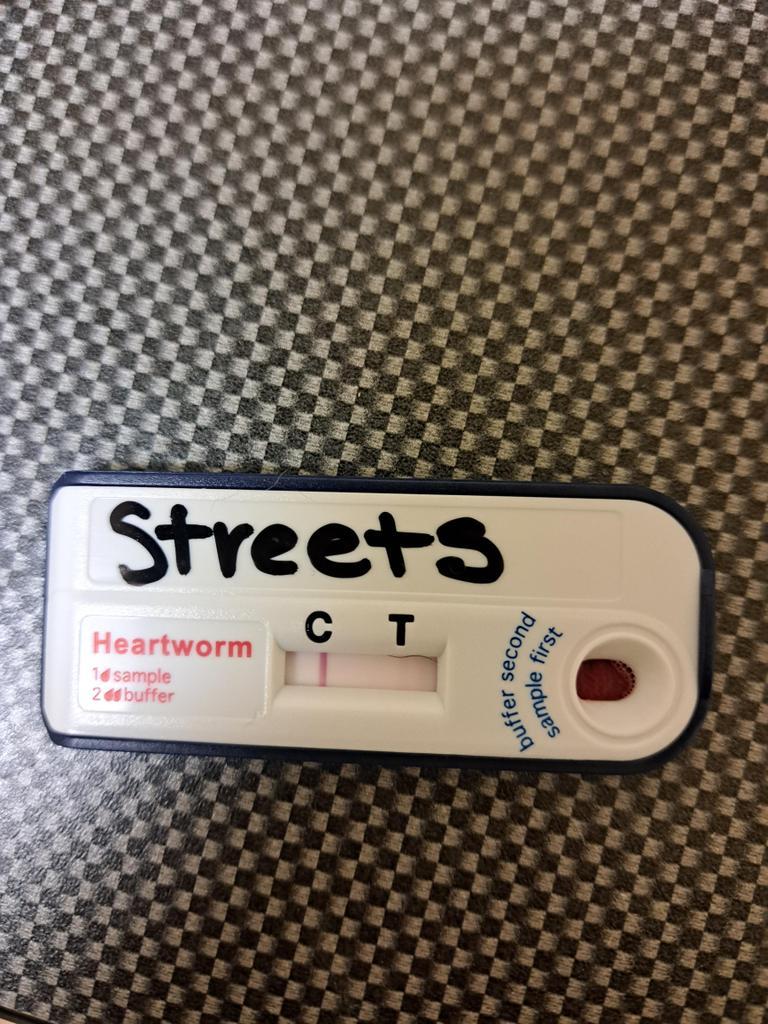 Streets
C T
Heartworm
1 sample
2 buffer
buffer second
sample first